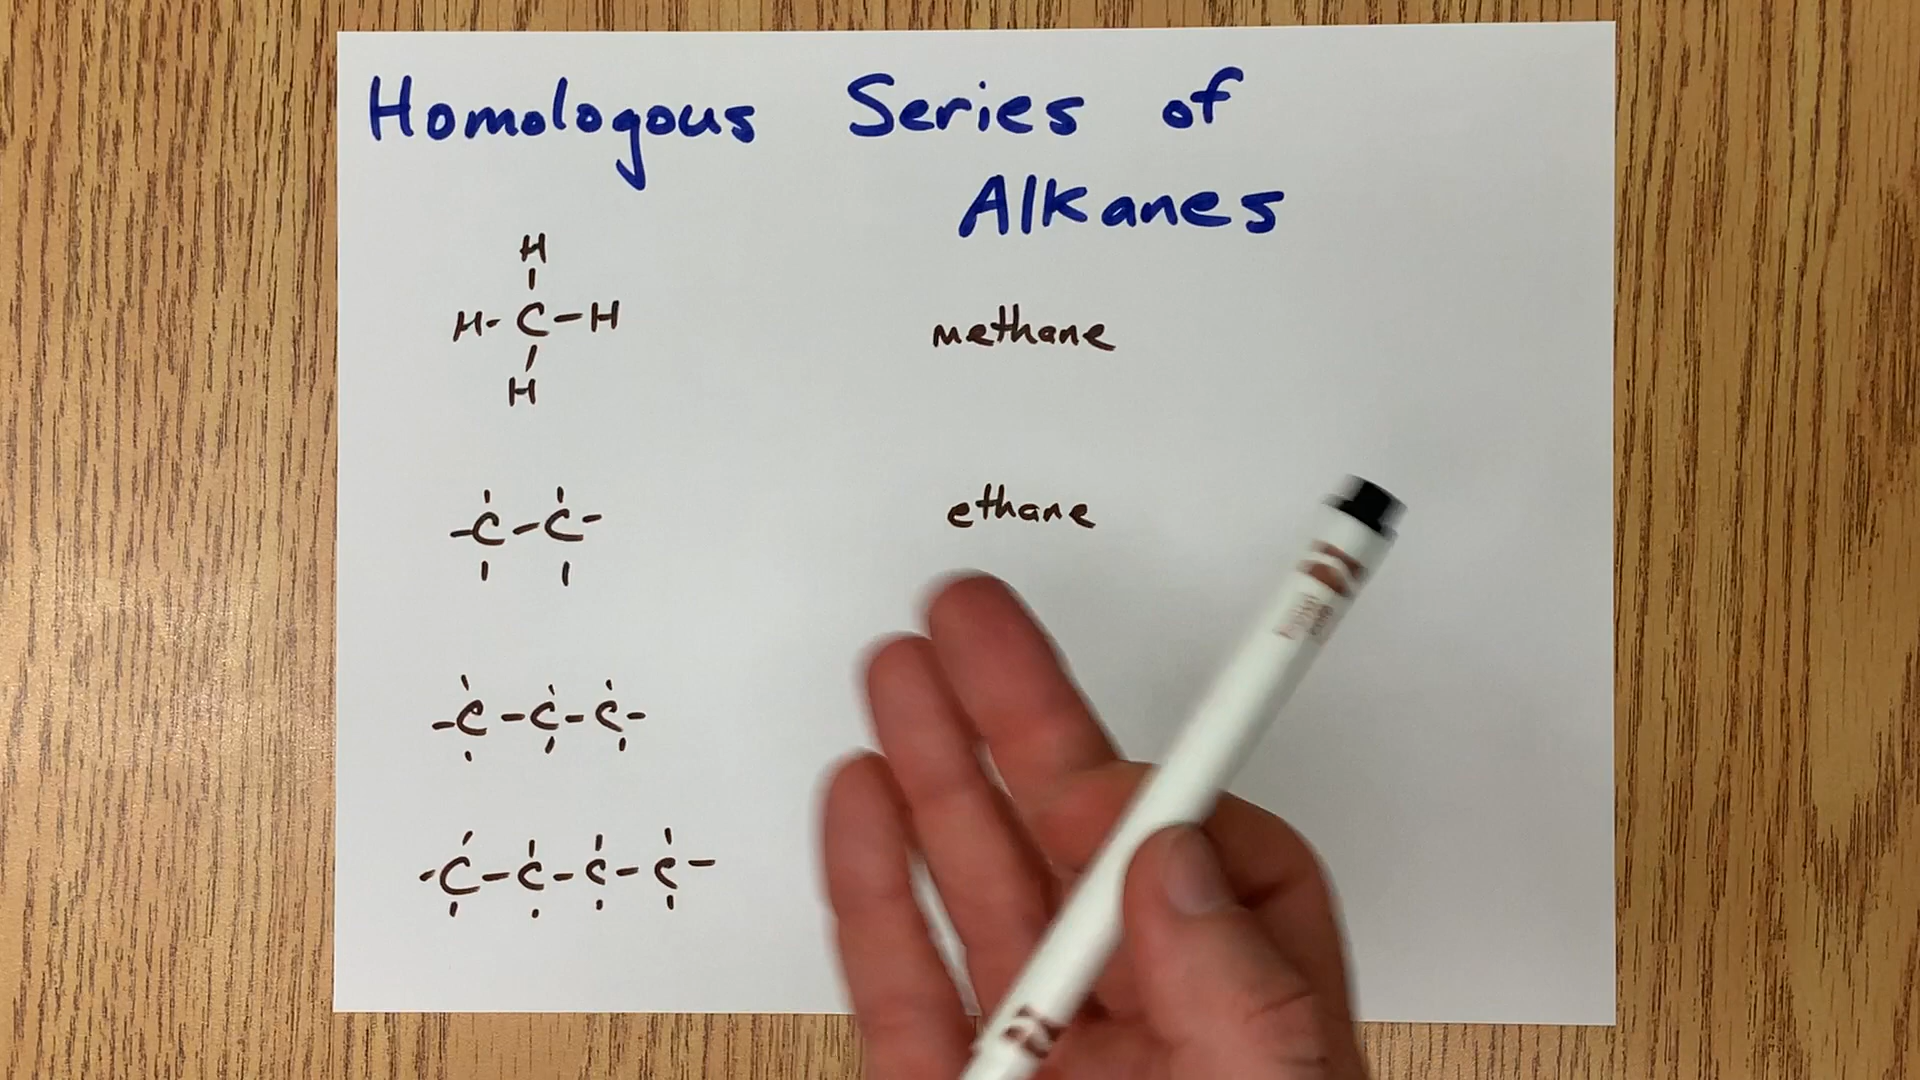 Homologous Series of
Alkanes
H
H-C-H
H
methane
-C-C-
ethane
-C-C-C-
-C-C-C-C-